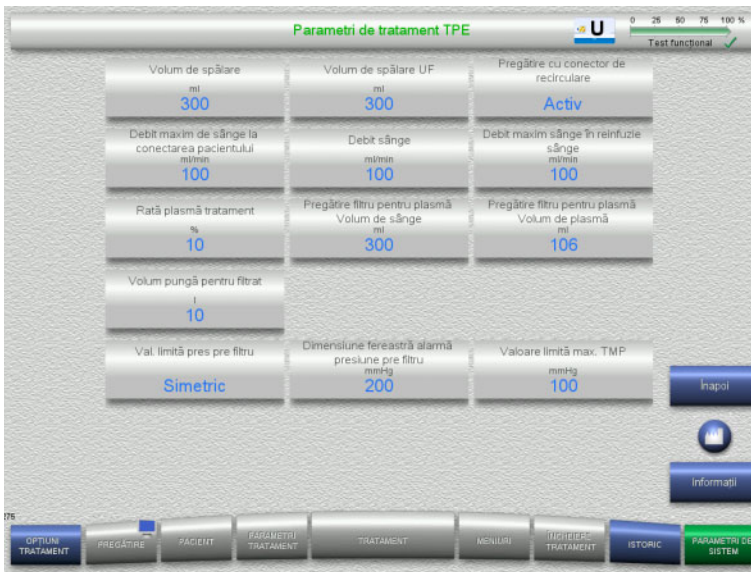 Parametri de tratament TPE
U
0 25 50 75 100 %
Test funcțional
Volum de spălare
ml
300
Volum de spălare UF
ml
300
Pregătire cu conector de
recirculare
Activ
Debit maxim de sânge la
conectarea pacientului
ml/min
100
Debit sânge
ml/min
100
Debit maxim sânge în reinfuzie
sânge
ml/min
100
Rată plasmă tratament
%
10
Pregătire filtru pentru plasmă
Volum de sânge
ml
300
Pregătire filtru pentru plasmă
Volum de plasmă
ml
106
Volum pungă pentru filtrat
l
10
Val. limită pres pre filtru
Simetric
Dimensiune fereastră alarmă
presiune pre filtru
mmHg
200
Valoare limită max. TMP
mmHg
100
Înapoi
Informații
275
OPȚIUNI
TRATAMENT
PREGĂTIRE
PACIENT
PARAMETRI
TRATAMENT
TRATAMENT
MENIURI
ÎNCHEIERE
TRATAMENT
ISTORIC
PARAMETRI DE
SISTEM